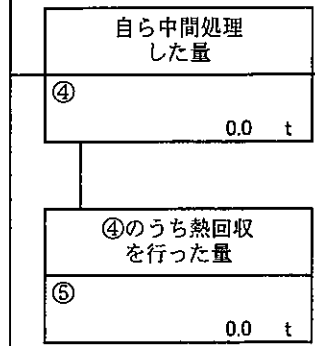 自ら中間処理
した量
④
0.0 t
④のうち熱回収
を行った量
⑤
0.0 t